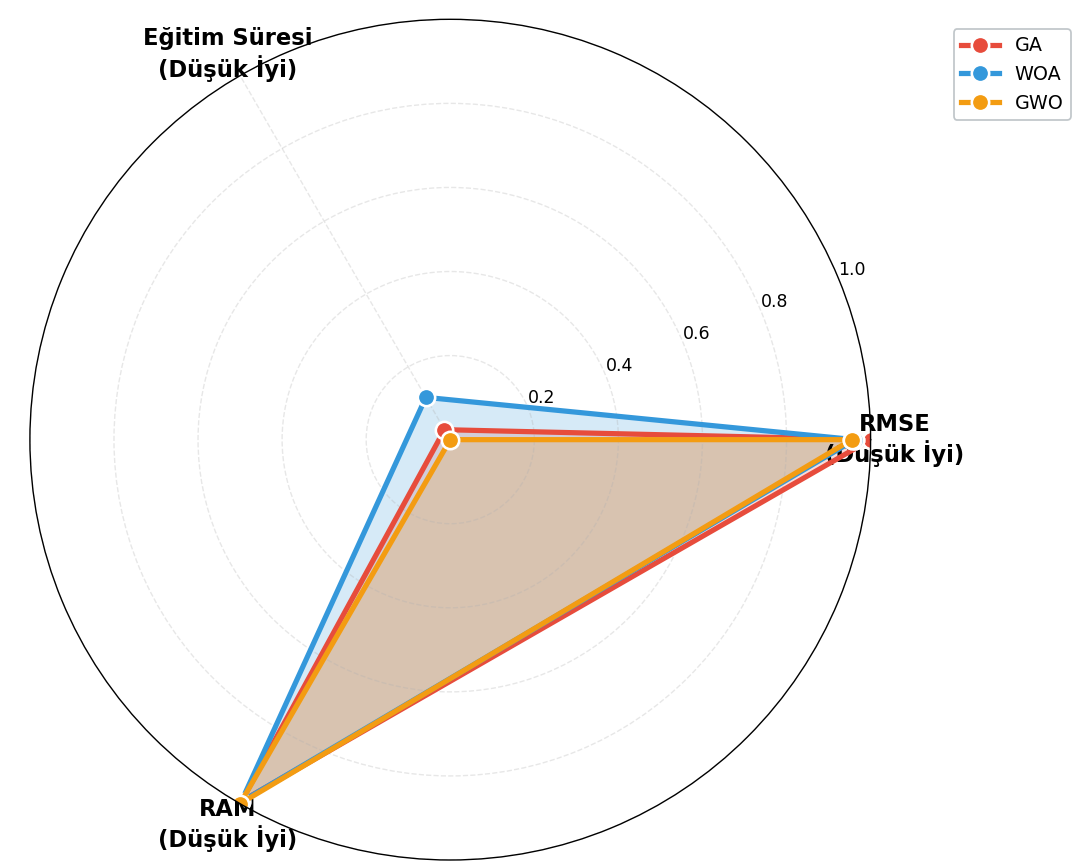 Eğitim Süresi
(Düşük İyi)
GA
WOA
GWO
1.0
0.8
0.6
0.4
0.2
RMSE
(Düşük İyi)
RAM
(Düşük İyi)